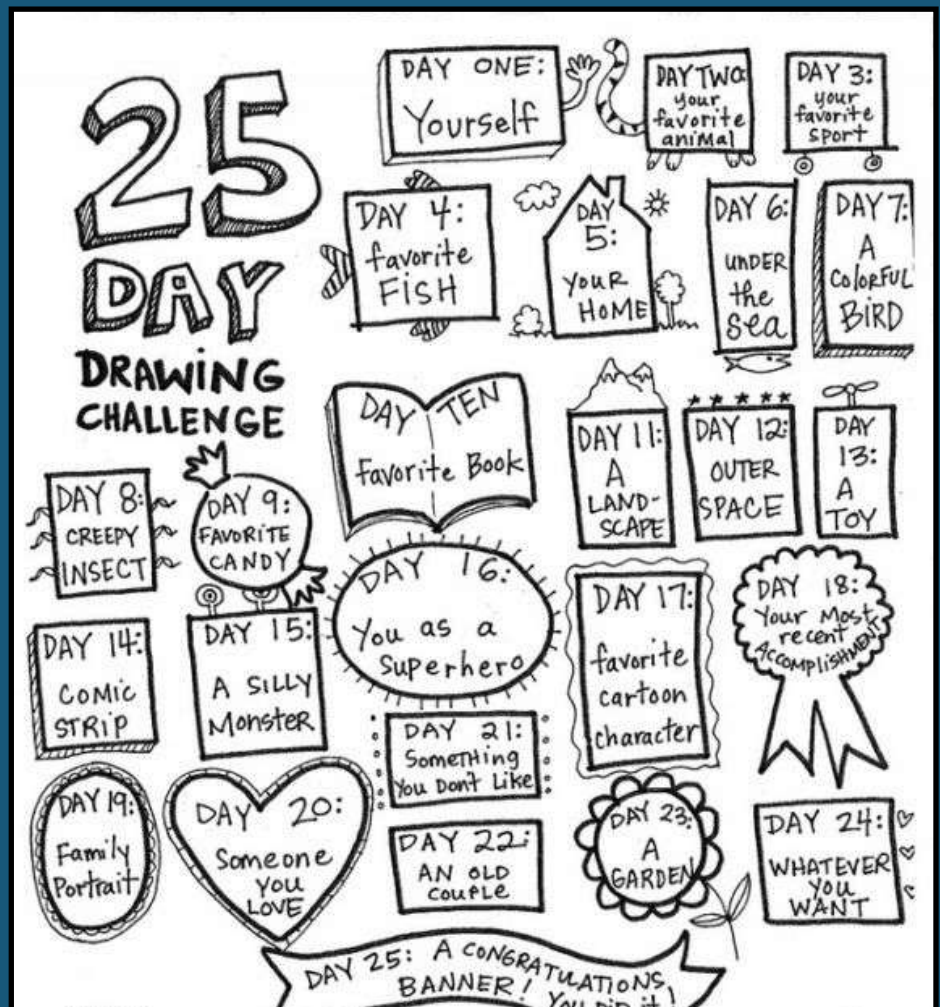 25
DAY
DRAWING
CHALLENGE
DAY ONE:
Yourself
DAY TWO:
your
favorite
animal
DAY 3:
your
favorite
sport
DAY 4:
favorite
FISH
DAY
5:
YOUR
HOME
DAY 6:
UNDER
the
Sea
DAY 7:
A
COLORFUL
BIRD
DAY 8:
CREEPY
INSECT
DAY 9:
FAVORITE
CANDY
DAY TEN
Favorite Book
DAY 11:
A
LAND-
SCAPE
DAY 12:
OUTER
SPACE
DAY
13:
A
TOY
DAY 14:
COMIC
STRIP
DAY 15:
A SILLY
Monster
DAY 16:
You as a
Superhero
DAY 17:
favorite
cartoon
character
DAY 18:
Your Most
recent
ACCOMPLISHMENT
DAY 19:
Family
Portrait
DAY 20:
Someone
YOU
LOVE
DAY 21:
Something
You Don't Like
DAY 22:
AN OLD
COUPLE
DAY 23:
A
GARDEN
DAY 24:
WHATEVER
YOU
WANT
DAY 25: A CONGRATULATIONS
BANNER! You DID it!